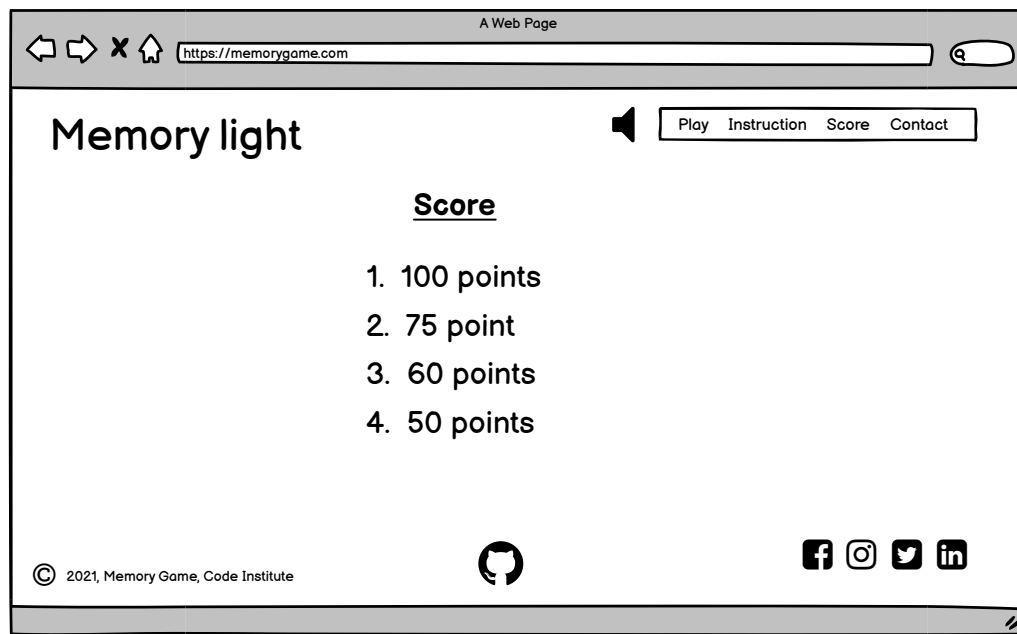 A Web Page
https://memorygame.com
Memory light
Play Instruction Score Contact
Score
1. 100 points
2. 75 point
3. 60 points
4. 50 points
© 2021, Memory Game, Code Institute